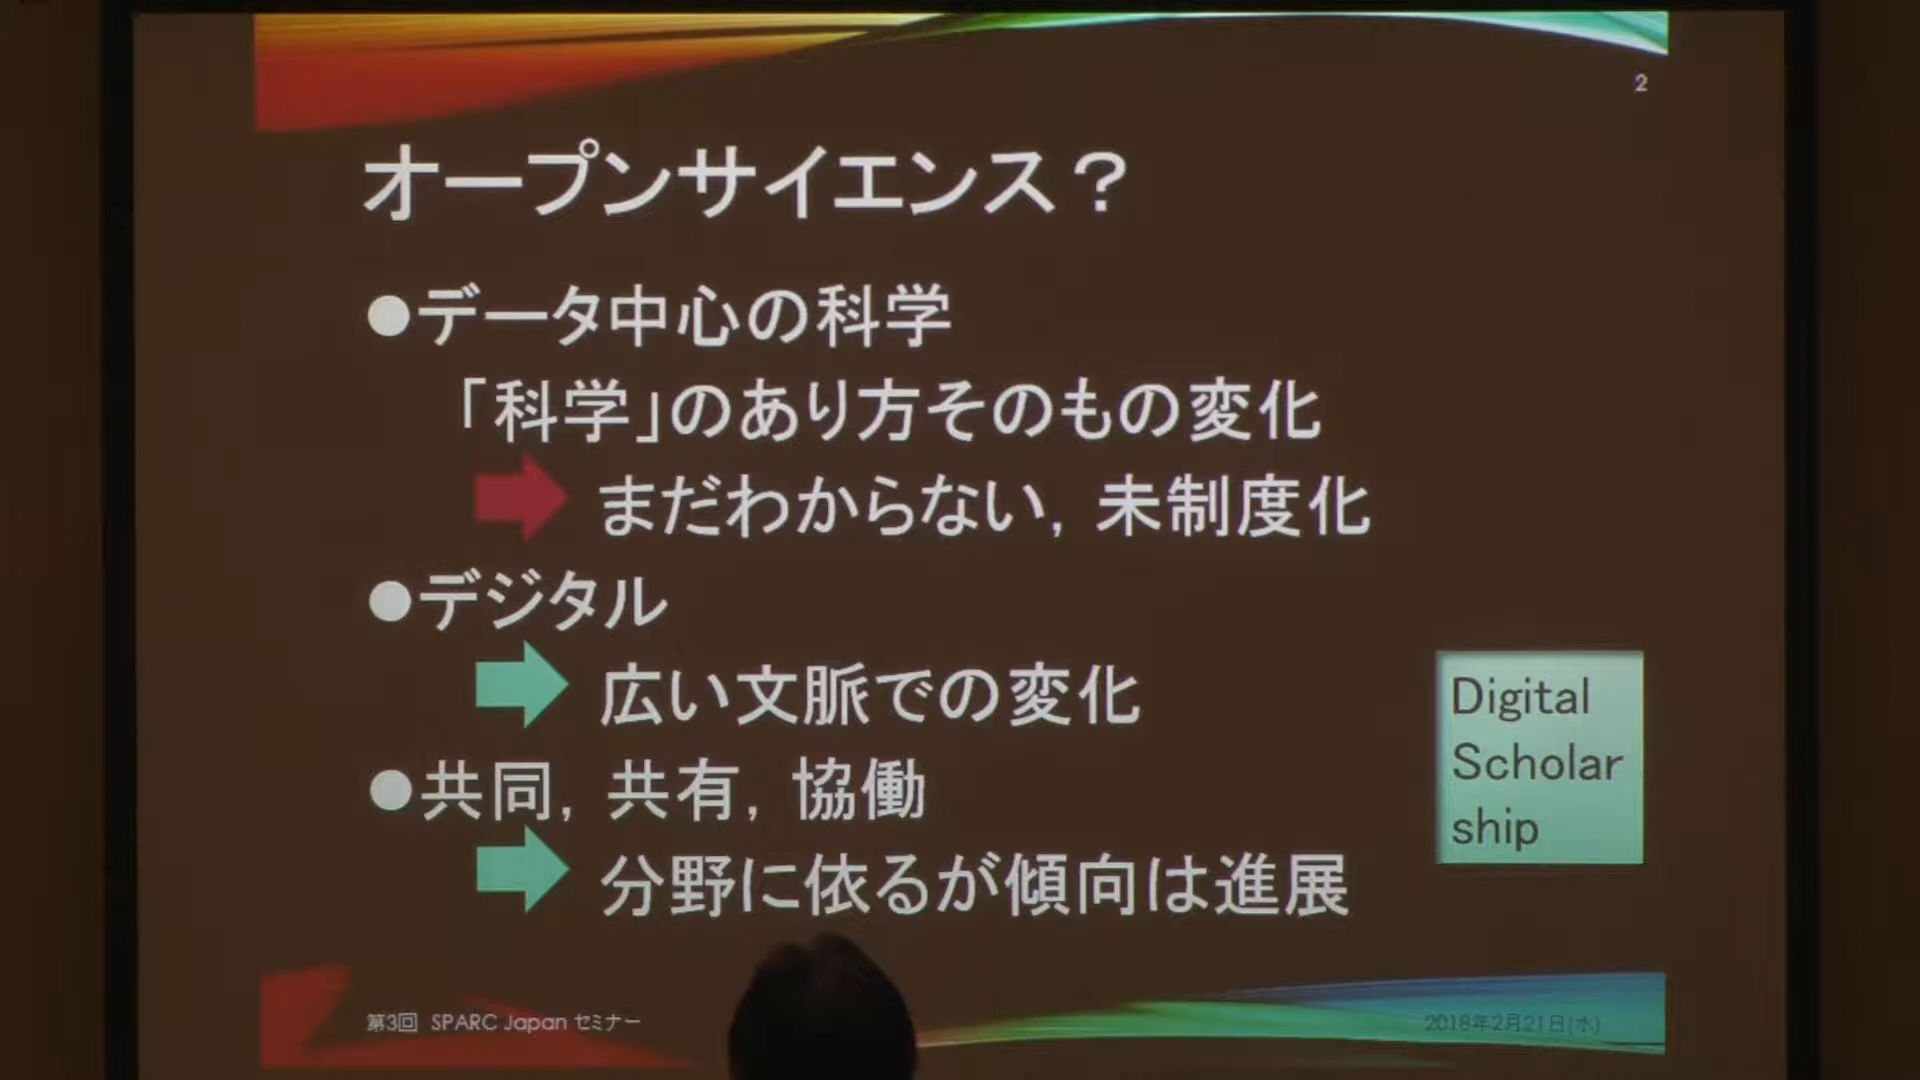 2
オープンサイエンス？
●データ中心の科学
「科学」のあり方そのもの変化
まだわからない，未制度化
●デジタル
広い文脈での変化
●共同，共有，協働
分野に依るが傾向は進展
Digital
Scholar
ship
第3回 SPARC Japan セミナー
2018年2月21日(水)